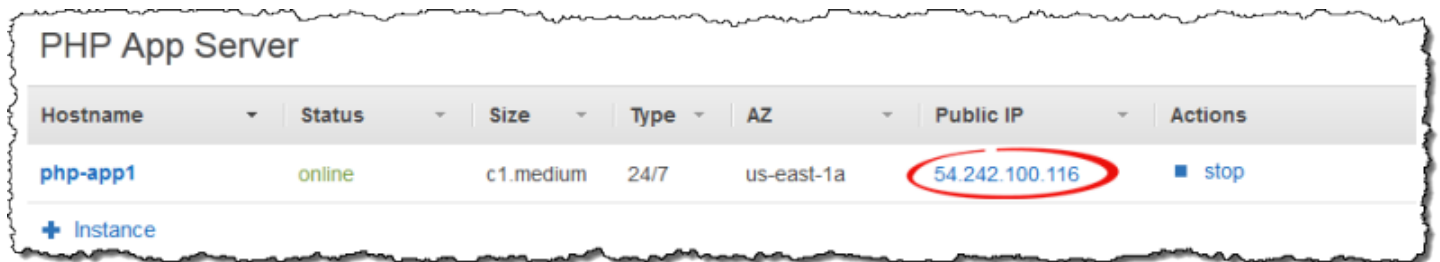 PHP App Server
Hostname Status Size Type AZ Public IP Actions
php-app1 online c1.medium 24/7 us-east-1a 54.242.100.116 stop
Instance